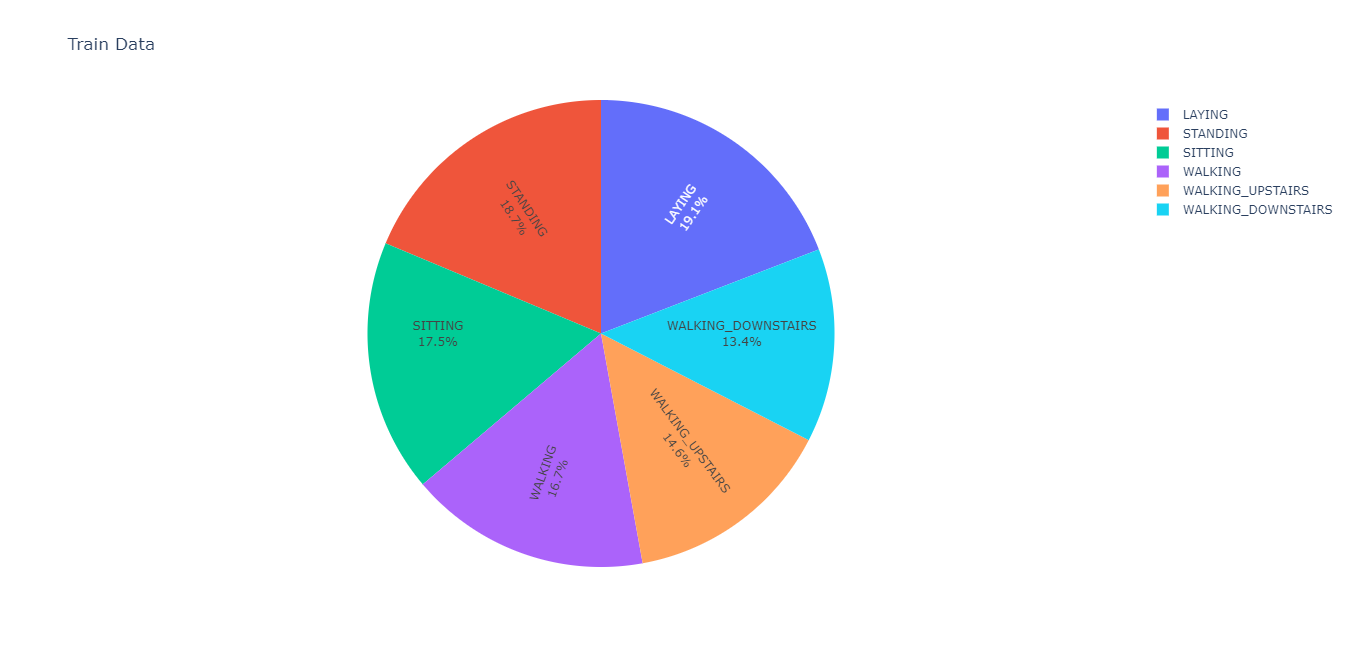 Train Data
LAYING
19.1%
STANDING
18.7%
SITTING
17.5%
WALKING
16.7%
WALKING_UPSTAIRS
14.6%
WALKING_DOWNSTAIRS
13.4%
LAYING
STANDING
SITTING
WALKING
WALKING_UPSTAIRS
WALKING_DOWNSTAIRS